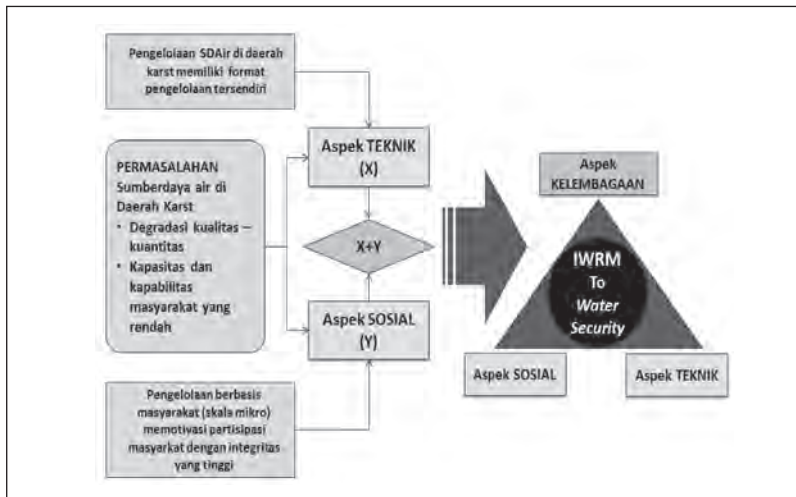 Pengelolaan SDAir di daerah
karst memiliki format
pengelolaan tersendiri
PERMASALAHAN
Sumberdaya air di
Daerah Karst
• Degradasi kualitas –
kuantitas
• Kapasitas dan
kapabilitas
masyarakat yang
rendah
Aspek TEKNIK
(X)
X+Y
Aspek SOSIAL
(Y)
Pengelolaan berbasis
masyarakat (skala mikro)
memotivasi partisipasi
masyarkat dengan integritas
yang tinggi
Aspek
KELEMBAGAAN
IWRM
To
Water
Security
Aspek SOSIAL
Aspek TEKNIK